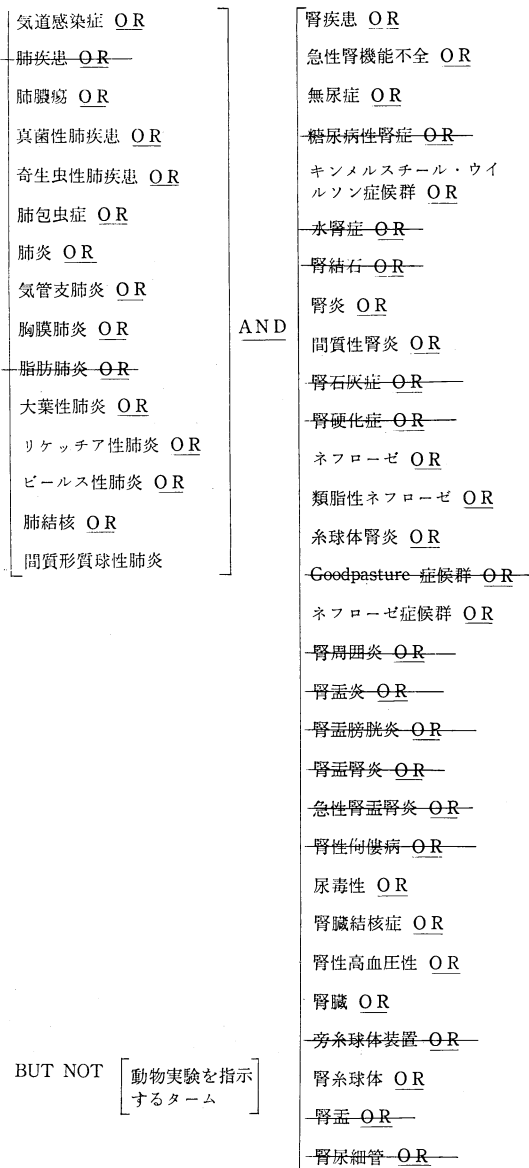 気道感染症 OR
肺疾患 OR
肺膿瘍 OR
真菌性肺疾患 OR
寄生虫性肺疾患 OR
肺包虫症 OR
肺炎 OR
気管支肺炎 OR
胸膜肺炎 OR
脂肪肺炎 OR
大葉性肺炎 OR
リケッチア性肺炎 OR
ビールス性肺炎 OR
肺結核 OR
間質形質球性肺炎
AND
腎疾患 OR
急性腎機能不全 OR
無尿症 OR
糖尿病性腎症 OR
キンメルスチール・ウイ
ルソン症候群 OR
水腎症 OR
腎結石 OR
腎炎 OR
間質性腎炎 OR
腎石灰症 OR
腎硬化症 OR
ネフローゼ OR
類脂性ネフローゼ OR
糸球体腎炎 OR
Goodpasture 症候群 OR
ネフローゼ症候群 OR
腎周囲炎 OR
腎盂炎 OR
腎盂膀胱炎 OR
腎盂腎炎 OR
急性腎盂腎炎 OR
腎性佝僂病 OR
尿毒性 OR
腎臓結核症 OR
腎性高血圧性 OR
腎臓 OR
旁糸球体装置 OR
腎糸球体 OR
腎盂 OR
腎尿細管 OR
BUT NOT
動物実験を指示
するターム